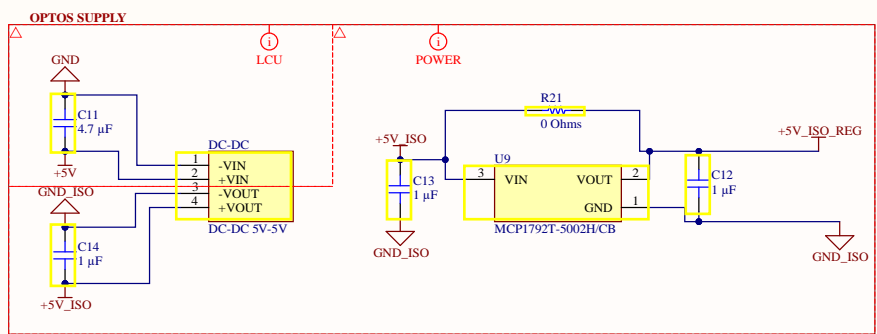 OPTOS SUPPLY
i
LCU
i
POWER
GND
C11
4.7 µF
+5V
DC-DC
1 -VIN
2 +VIN
3 -VOUT
4 +VOUT
DC-DC 5V-5V
GND_ISO
C14
1 µF
+5V_ISO
R21
0 Ohms
+5V_ISO
C13
1 µF
GND_ISO
U9
3 VIN VOUT 2
GND 1
MCP1792T-5002H/CB
C12
1 µF
+5V_ISO_REG
GND_ISO